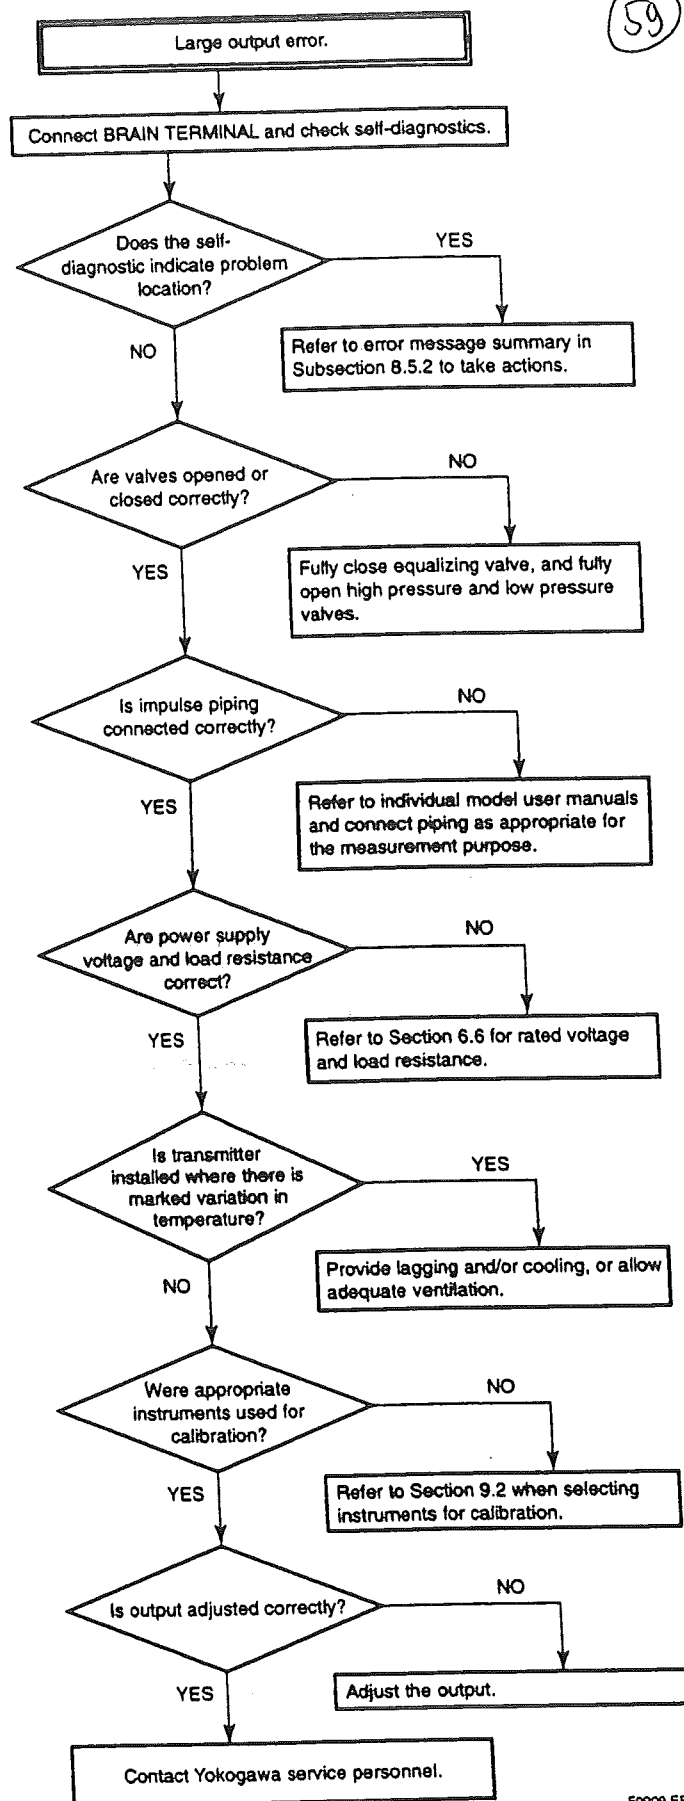 59
Large output error.
Connect BRAIN TERMINAL and check self-diagnostics.
Does the self-
diagnostic indicate problem
location?
YES
NO
Refer to error message summary in
Subsection 8.5.2 to take actions.
Are valves opened or
closed correctly?
NO
YES
Fully close equalizing valve, and fully
open high pressure and low pressure
valves.
Is impulse piping
connected correctly?
NO
YES
Refer to individual model user manuals
and connect piping as appropriate for
the measurement purpose.
Are power supply
voltage and load resistance
correct?
NO
YES
Refer to Section 6.6 for rated voltage
and load resistance.
Is transmitter
installed where there is
marked variation in
temperature?
YES
NO
Provide lagging and/or cooling, or allow
adequate ventilation.
Were appropriate
instruments used for
calibration?
NO
YES
Refer to Section 9.2 when selecting
instruments for calibration.
Is output adjusted correctly?
NO
YES
Adjust the output.
Contact Yokogawa service personnel.